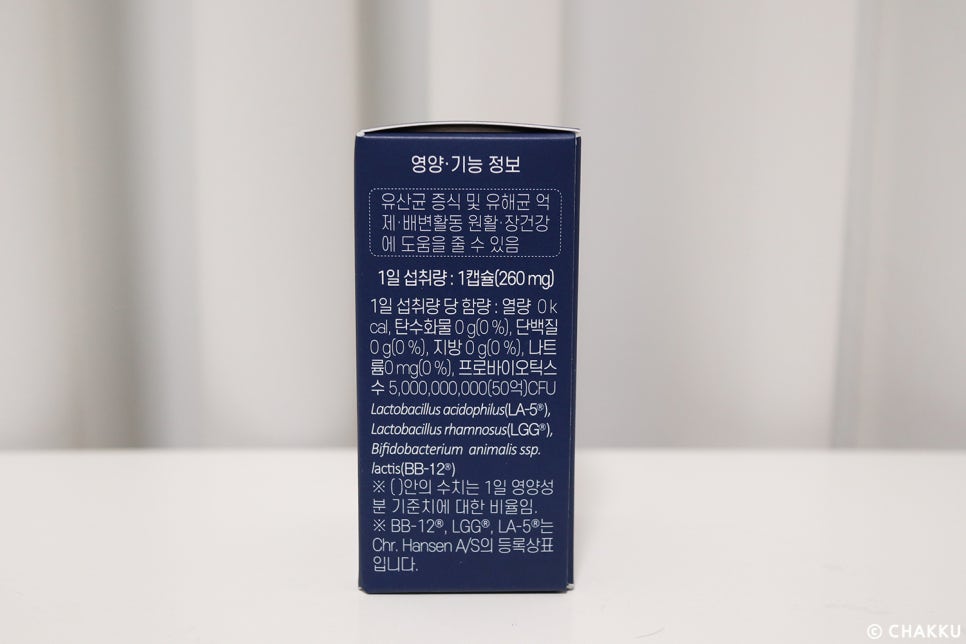 영양·기능 정보
유산균 증식 및 유해균 억
제·배변활동 원활·장건강
에 도움을 줄 수 있음
1일 섭취량 : 1캡슐(260 mg)
1일 섭취량 당 함량 : 열량 0 k
cal, 탄수화물 0 g(0 %), 단백질
0 g(0 %), 지방 0 g(0 %), 나트
륨0 mg(0 %), 프로바이오틱스
수 5,000,000,000(50억)CFU
Lactobacillus acidophilus(LA-5®),
Lactobacillus rhamnosus(LGG®),
Bifidobacterium animalis ssp.
lactis(BB-12®)
※ ( )안의 수치는 1일 영양성
분 기준치에 대한 비율임.
※ BB-12®, LGG®, LA-5®는
Chr. Hansen A/S의 등록상표
입니다.
© CHAKKU